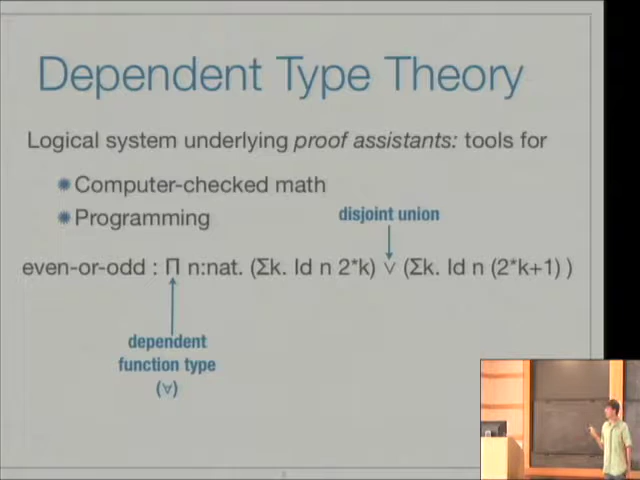 Dependent Type Theory
Logical system underlying proof assistants: tools for
Computer-checked math
Programming
disjoint union
even-or-odd : Π n:nat. (Σk. Id n 2*k) ∨ (Σk. Id n (2*k+1) )
dependent
function type
(∀)